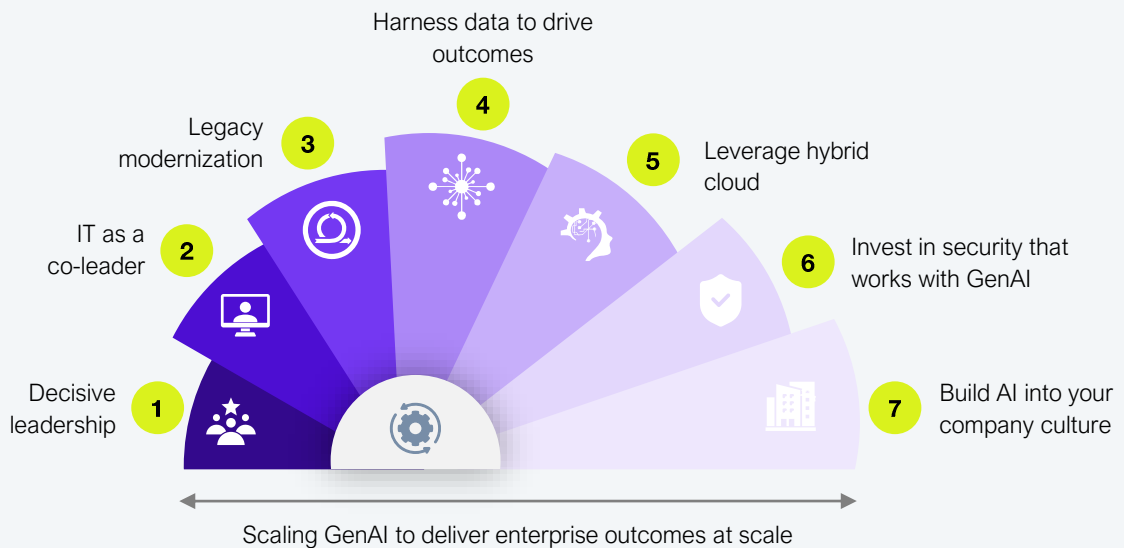 1
Decisive
leadership
2
IT as a
co-leader
3
Legacy
modernization
4
Harness data to drive
outcomes
5
Leverage hybrid
cloud
6
Invest in security that
works with GenAI
7
Build AI into your
company culture
Scaling GenAI to deliver enterprise outcomes at scale